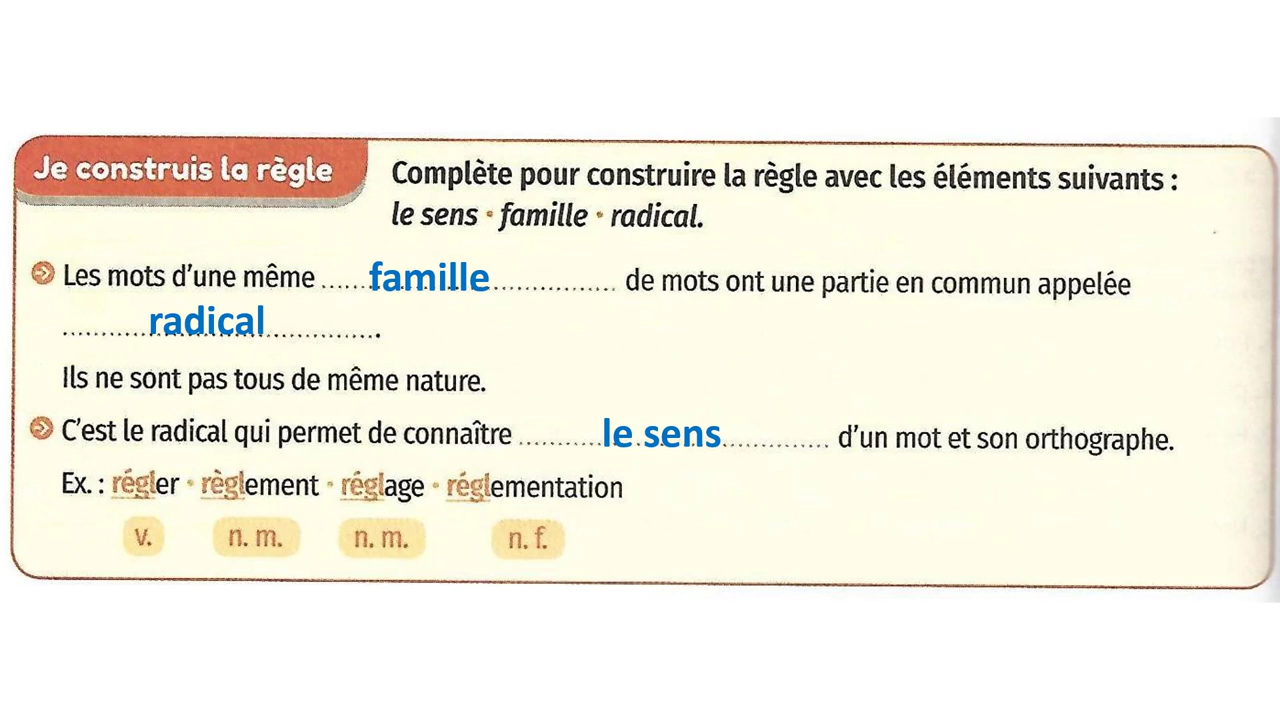 Je construis la règle
Complète pour construire la règle avec les éléments suivants :
le sens • famille • radical.
Les mots d'une même ...... famille ...... de mots ont une partie en commun appelée
...... radical .......
Ils ne sont pas tous de même nature.
C'est le radical qui permet de connaître ...... le sens ...... d'un mot et son orthographe.
Ex. : régler • règlement • réglage • réglementation
v. n. m. n. m. n. f.